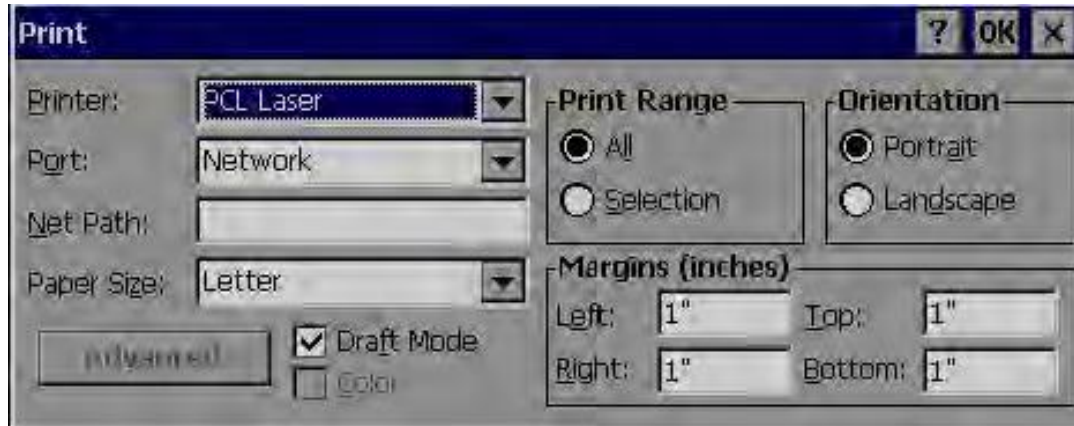 Print ? OK ×
Printer: PCL Laser
Port: Network
Net Path:
Paper Size: Letter
Advanced
Draft Mode
Color
Print Range
All
Selection
Orientation
Portrait
Landscape
Margins (inches)
Left: 1" Top: 1"
Right: 1" Bottom: 1"